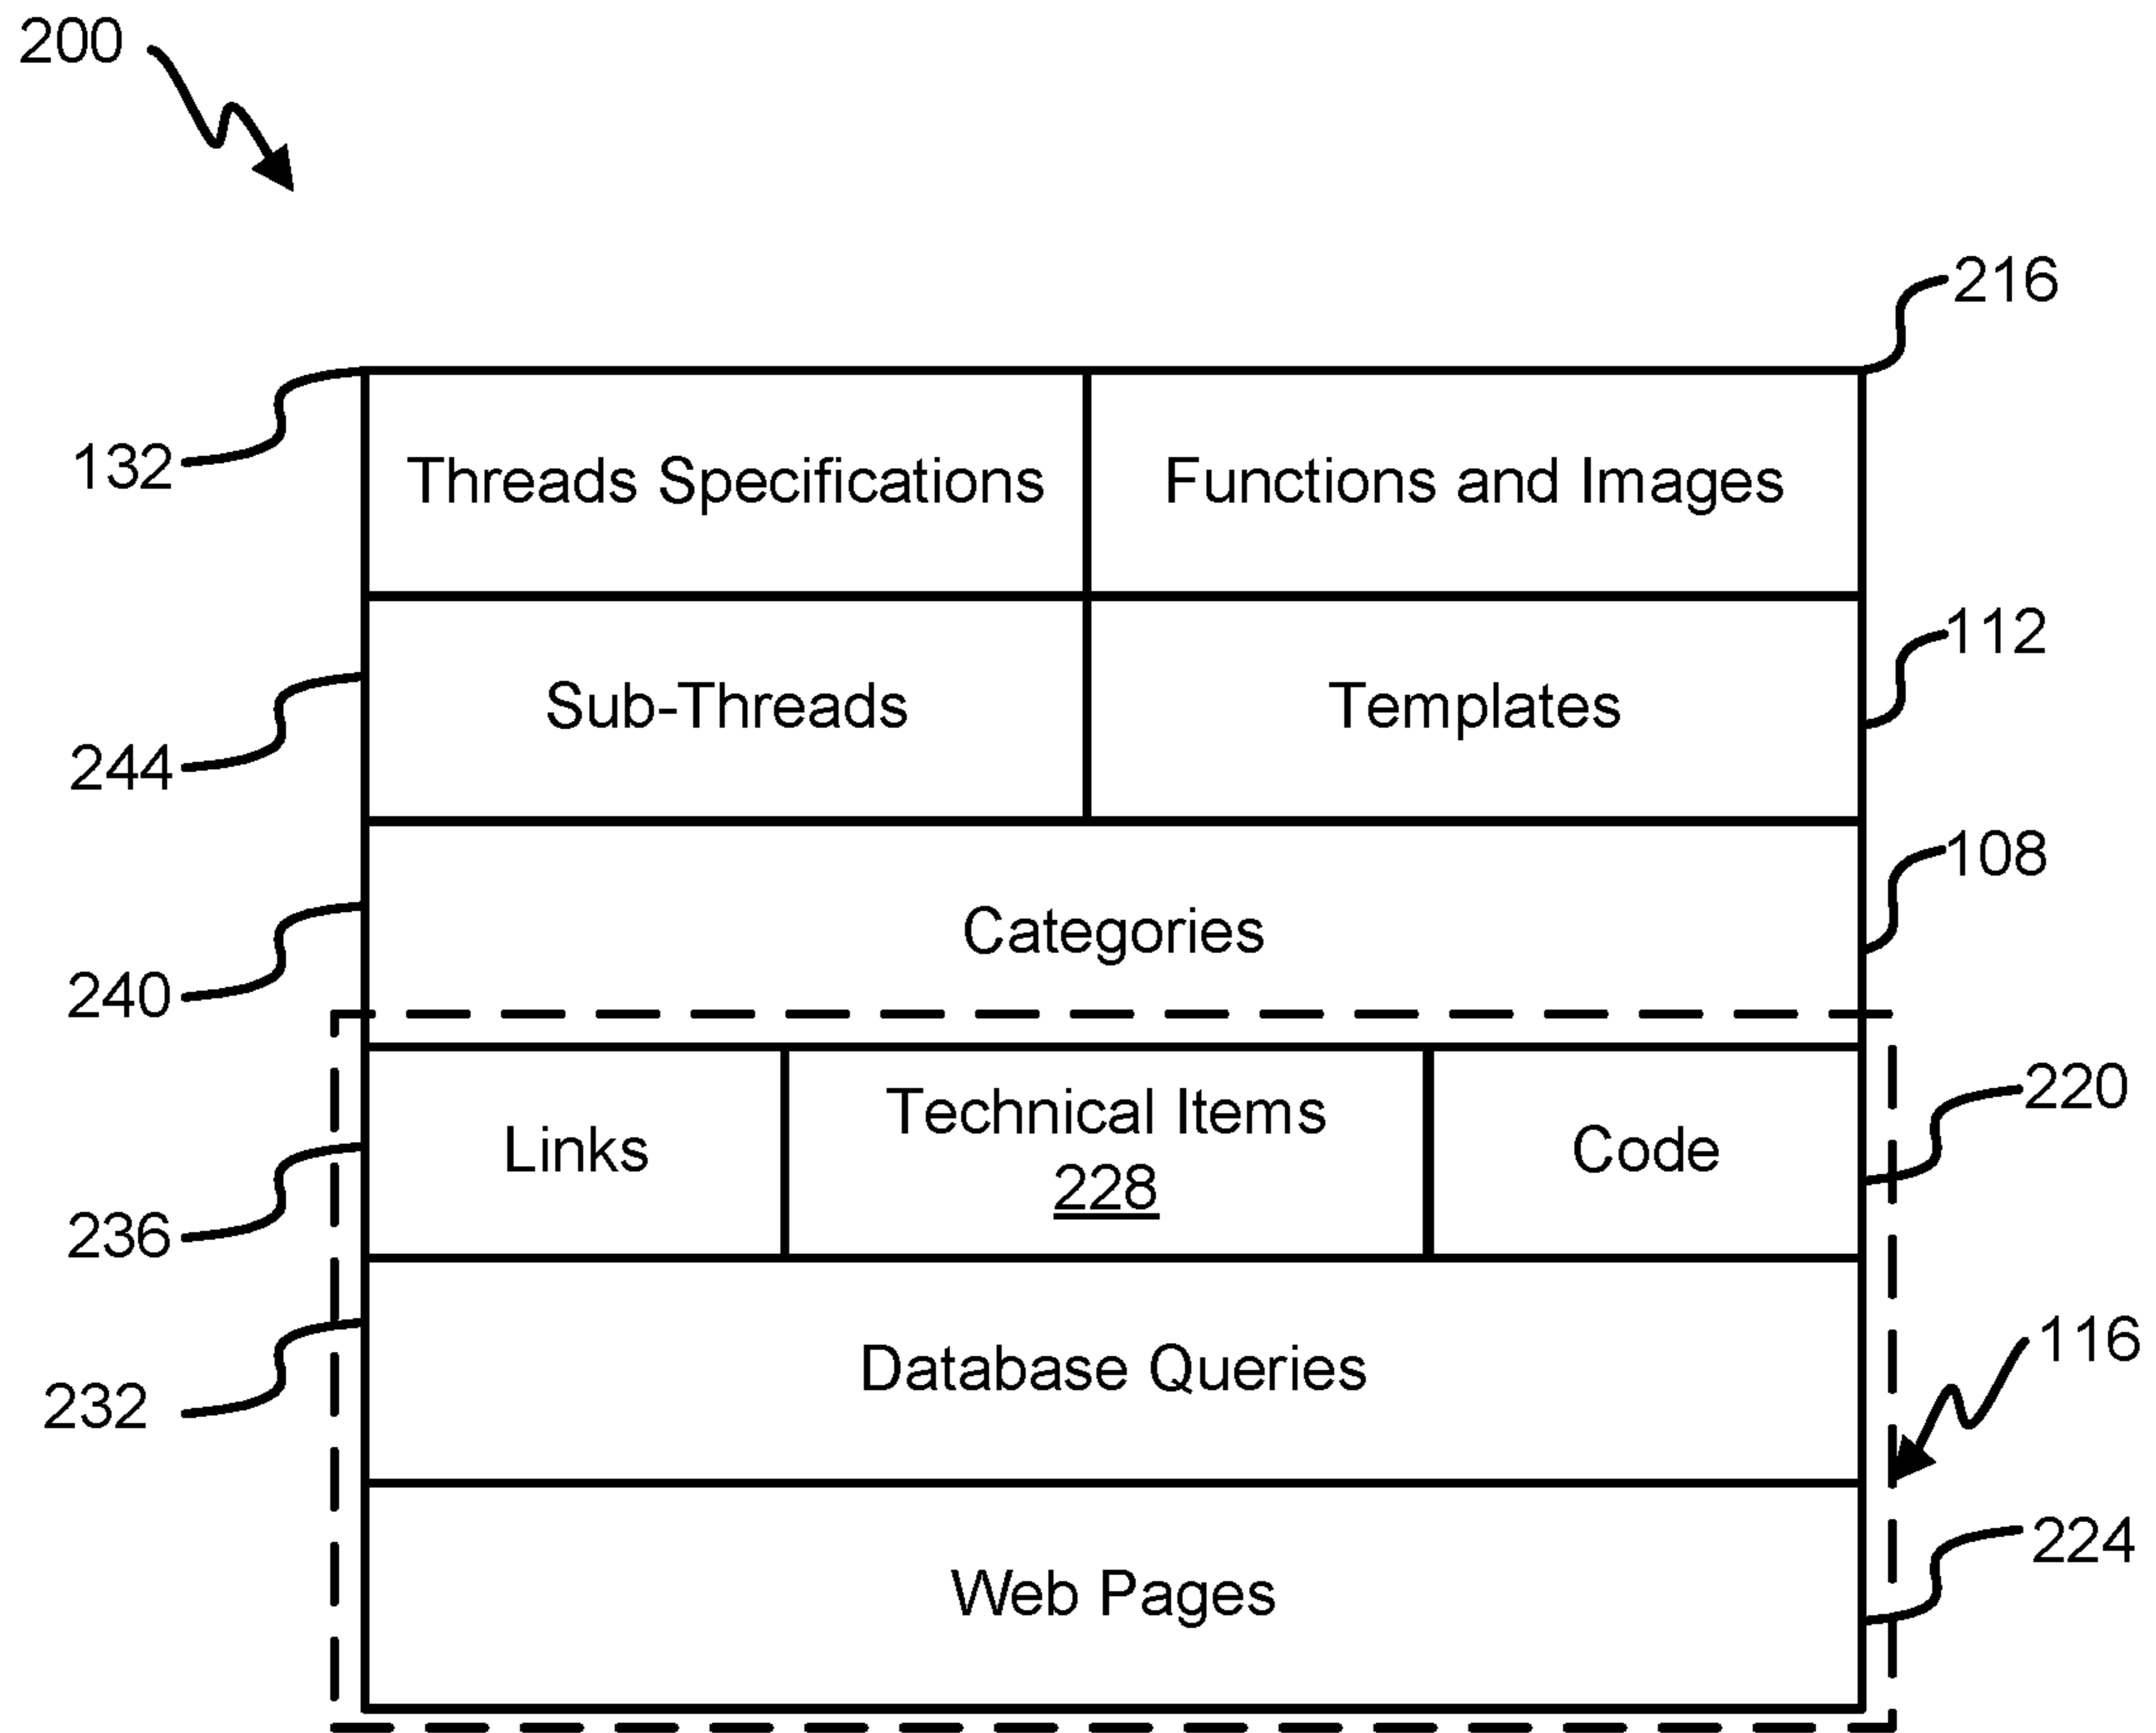 200
216
132
Threads Specifications
Functions and Images
112
244
Sub-Threads
Templates
108
240
Categories
220
236
Links
Technical Items
228
Code
116
232
Database Queries
224
Web Pages